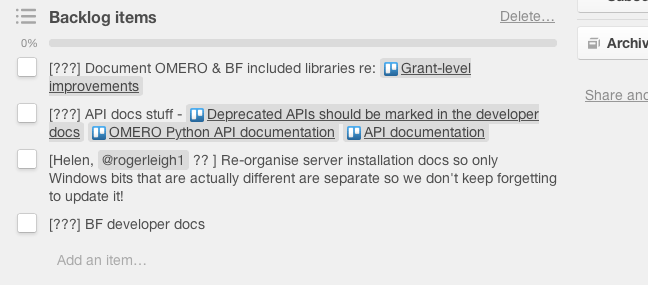 Backlog items
Delete...
0%
[???] Document OMERO & BF included libraries re: Grant-level
improvements
[???] API docs stuff - Deprecated APIs should be marked in the developer
docs OMERO Python API documentation API documentation
[Helen, @rogerleigh1 ?? ] Re-organise server installation docs so only
Windows bits that are actually different are separate so we don't keep forgetting
to update it!
[???] BF developer docs
Add an item...
Archiv
Share and